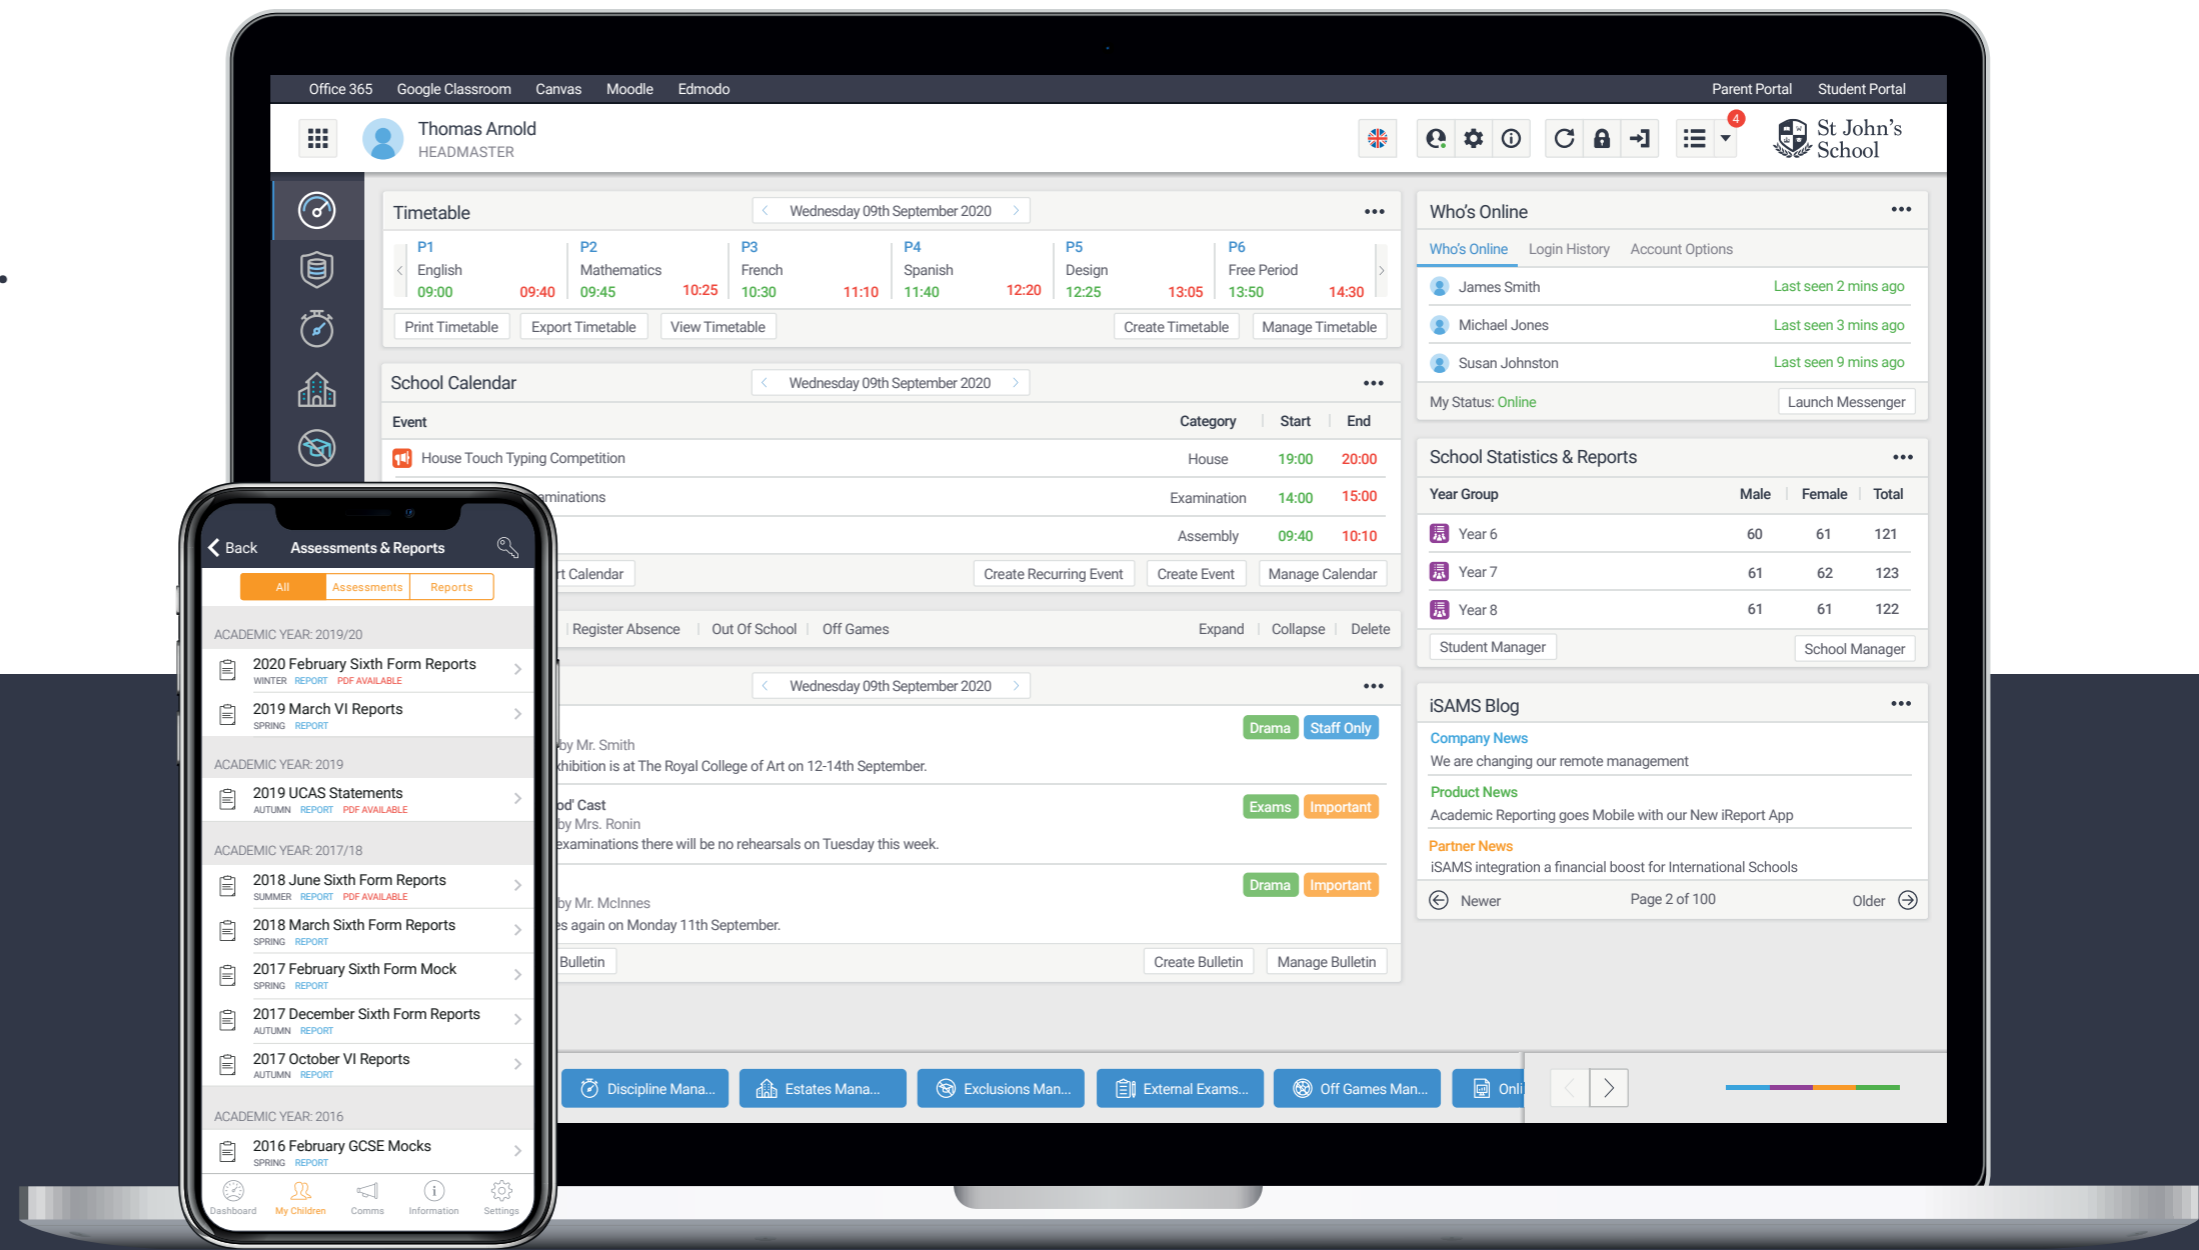 Office 365 Google Classroom Canvas Moodle Edmodo Parent Portal Student Portal
Thomas Arnold
HEADMASTER
4
St John's
School
Timetable Wednesday 09th September 2020
P1 P2 P3 P4 P5 P6
English Mathematics French Spanish Design Free Period
09:00 09:40 09:45 10:25 10:30 11:10 11:40 12:20 12:25 13:05 13:50 14:30
Print Timetable Export Timetable View Timetable Create Timetable Manage Timetable
School Calendar Wednesday 09th September 2020
Event Category Start End
House Touch Typing Competition House 19:00 20:00
aminations Examination 14:00 15:00
Assembly 09:40 10:10
rt Calendar Create Recurring Event Create Event Manage Calendar
Register Absence Out Of School Off Games Expand Collapse Delete
Wednesday 09th September 2020
Drama Staff Only
by Mr. Smith
hibition is at The Royal College of Art on 12-14th September.
od' Cast Exams Important
by Mrs. Ronin
examinations there will be no rehearsals on Tuesday this week.
Drama Important
by Mr. McInnes
es again on Monday 11th September.
Bulletin Create Bulletin Manage Bulletin
Discipline Mana... Estates Mana... Exclusions Man... External Exams... Off Games Man... Onli
Who's Online
Who's Online Login History Account Options
James Smith Last seen 2 mins ago
Michael Jones Last seen 3 mins ago
Susan Johnston Last seen 9 mins ago
My Status: Online Launch Messenger
School Statistics & Reports
Year Group Male Female Total
Year 6 60 61 121
Year 7 61 62 123
Year 8 61 61 122
Student Manager School Manager
iSAMS Blog
Company News
We are changing our remote management
Product News
Academic Reporting goes Mobile with our New iReport App
Partner News
iSAMS integration a financial boost for International Schools
Newer Page 2 of 100 Older
Back Assessments & Reports
All Assessments Reports
ACADEMIC YEAR: 2019/20
2020 February Sixth Form Reports
WINTER REPORT PDF AVAILABLE
2019 March VI Reports
SPRING REPORT
ACADEMIC YEAR: 2019
2019 UCAS Statements
AUTUMN REPORT PDF AVAILABLE
ACADEMIC YEAR: 2017/18
2018 June Sixth Form Reports
SUMMER REPORT PDF AVAILABLE
2018 March Sixth Form Reports
SPRING REPORT
2017 February Sixth Form Mock
SPRING REPORT
2017 December Sixth Form Reports
AUTUMN REPORT
2017 October VI Reports
AUTUMN REPORT
ACADEMIC YEAR: 2016
2016 February GCSE Mocks
SPRING REPORT
Dashboard My Children Comms Information Settings